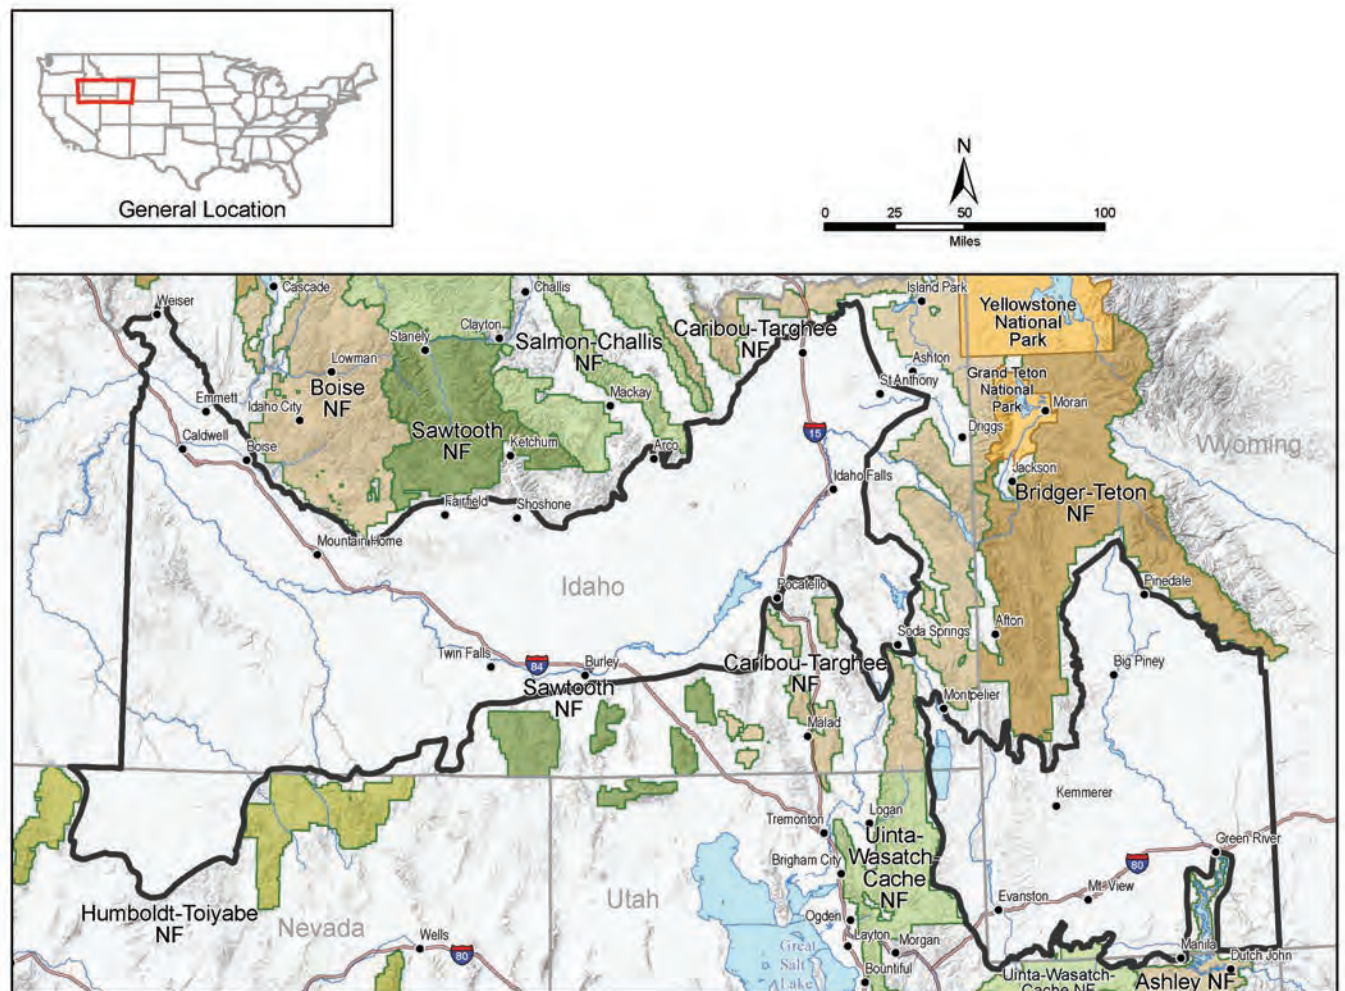 General Location
N
0 25 50 100
Miles
Weiser
Cascade
Challis
Island Park
Yellowstone
National
Park
Clayton
Stanely
Salmon-Challis
NF
Caribou-Targhee
NF
Lowman
Boise
NF
Ashton
St Anthony
Grand Teton
National
Park
Moran
Emmett
Idaho City
Mackay
Caldwell
Boise
Sawtooth
NF
Ketchum
Arco
15
Driggs
Wyoming
Jackson
Bridger-Teton
NF
Idaho Falls
Fairfield
Shoshone
Mountain Home
Idaho
Pocatello
Pinedale
Soda Springs
Afton
Twin Falls
84
Burley
Sawtooth
NF
Caribou-Targhee
NF
Big Piney
Montpelier
Malad
Kemmerer
Tremonton
Logan
Uinta-
Wasatch-
Cache
NF
Green River
Brigham City
80
Evanston
Mt. View
Humboldt-Toiyabe
NF
Nevada
Utah
Ogden
Wells
80
Great
Salt
Lake
Layton
Morgan
Bountiful
Manila
Dutch John
Uinta-Wasatch-
Cache NF
Ashley NF